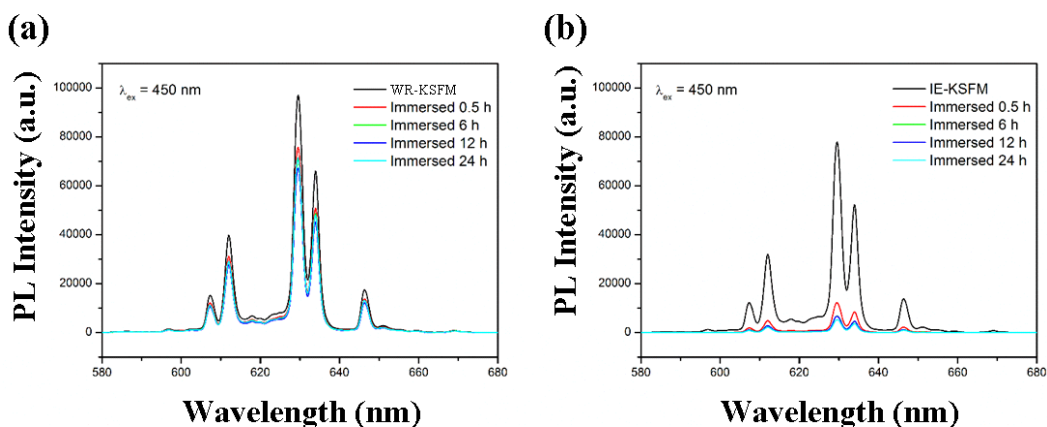 (a)
(b)
PL Intensity (a.u.)
100000
80000
60000
40000
20000
0
λex = 450 nm
WR-KSFM
Immersed 0.5 h
Immersed 6 h
Immersed 12 h
Immersed 24 h
580 600 620 640 660 680
Wavelength (nm)
PL Intensity (a.u.)
100000
80000
60000
40000
20000
0
λex = 450 nm
IE-KSFM
Immersed 0.5 h
Immersed 6 h
Immersed 12 h
Immersed 24 h
580 600 620 640 660 680
Wavelength (nm)